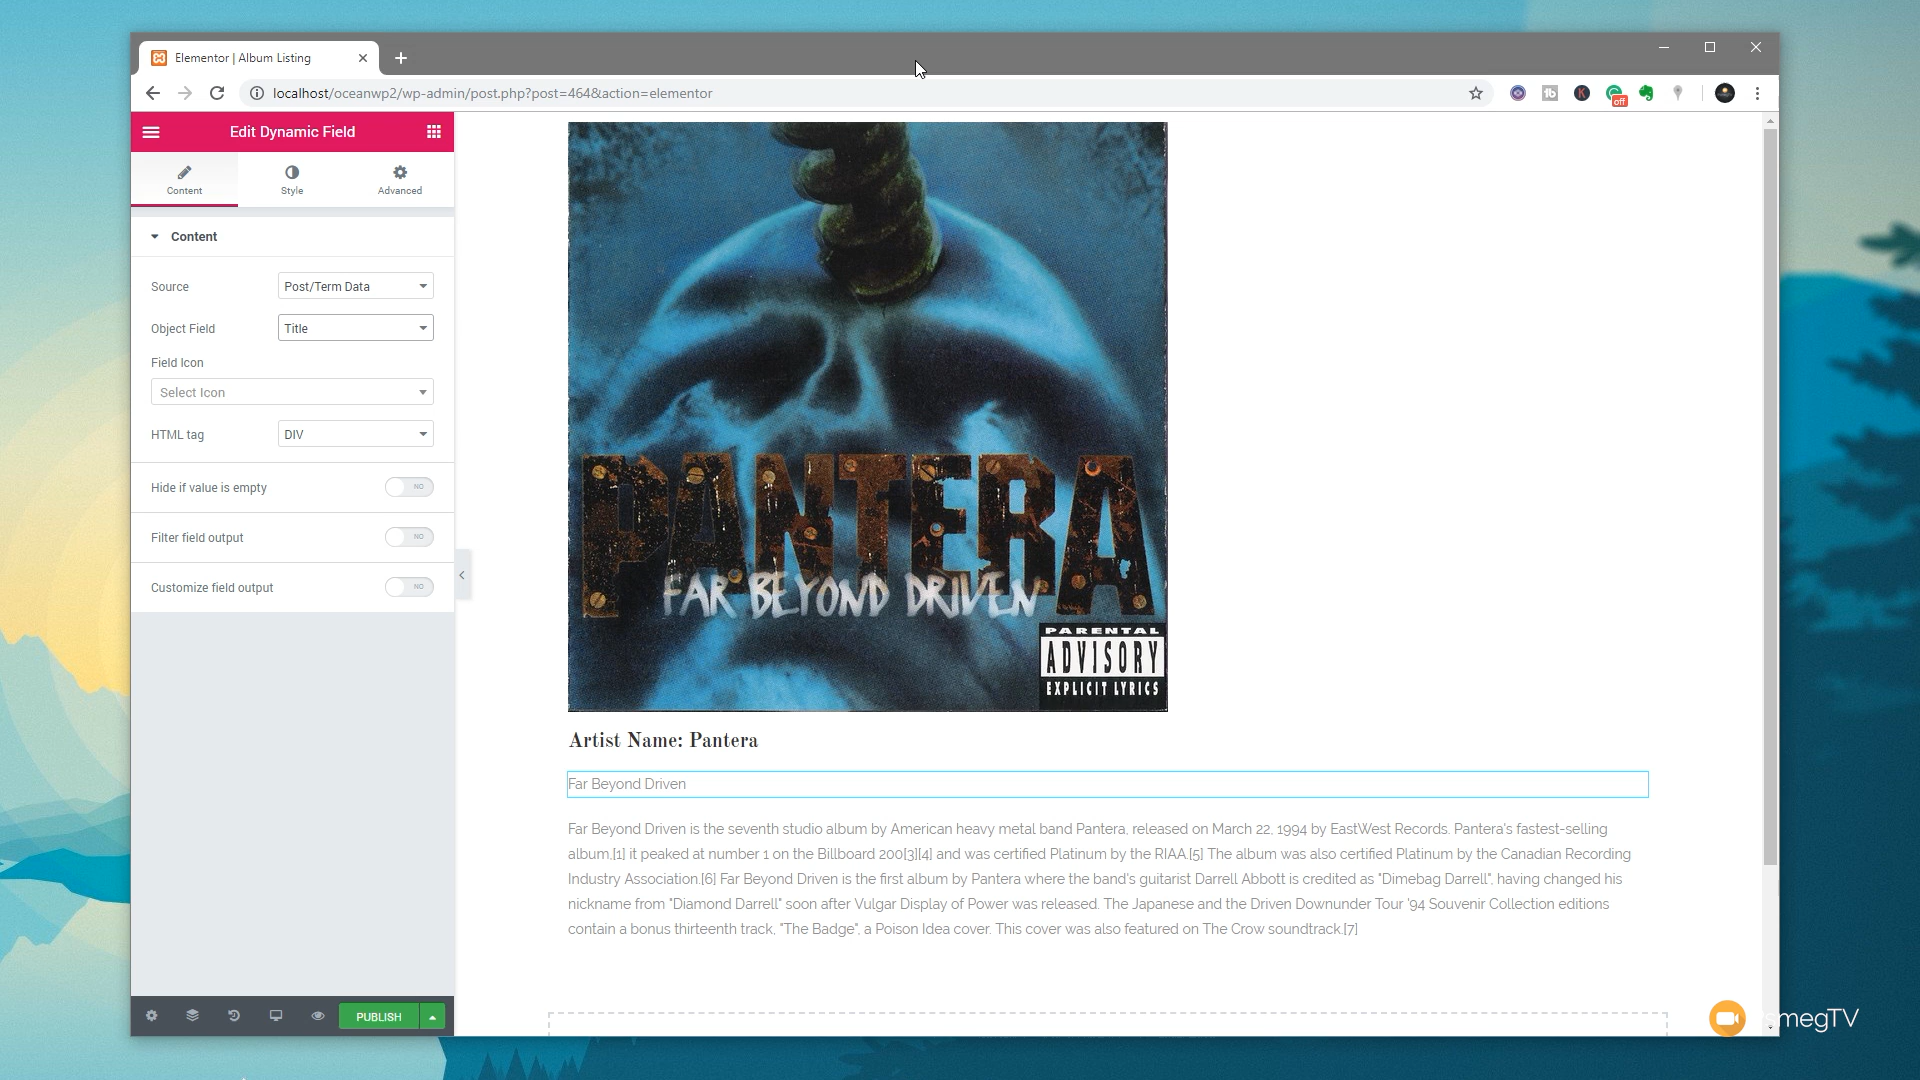 Elementor | Album Listing
localhost/oceanwp2/wp-admin/post.php?post=464&action=elementor
off
Edit Dynamic Field
Content
Style
Advanced
Content
Source
Post/Term Data
Object Field
Title
Field Icon
Select Icon
HTML tag
DIV
Hide if value is empty
NO
Filter field output
NO
Customize field output
NO
PUBLISH
PANTERA
FAR BEYOND DRIVEN
PARENTAL
ADVISORY
EXPLICIT LYRICS
Artist Name: Pantera
Far Beyond Driven
Far Beyond Driven is the seventh studio album by American heavy metal band Pantera, released on March 22, 1994 by EastWest Records. Pantera's fastest-selling
album,[1] it peaked at number 1 on the Billboard 200[3][4] and was certified Platinum by the RIAA.[5] The album was also certified Platinum by the Canadian Recording
Industry Association.[6] Far Beyond Driven is the first album by Pantera where the band's guitarist Darrell Abbott is credited as "Dimebag Darrell", having changed his
nickname from "Diamond Darrell" soon after Vulgar Display of Power was released. The Japanese and the Driven Downunder Tour '94 Souvenir Collection editions
contain a bonus thirteenth track, "The Badge", a Poison Idea cover. This cover was also featured on The Crow soundtrack.[7]